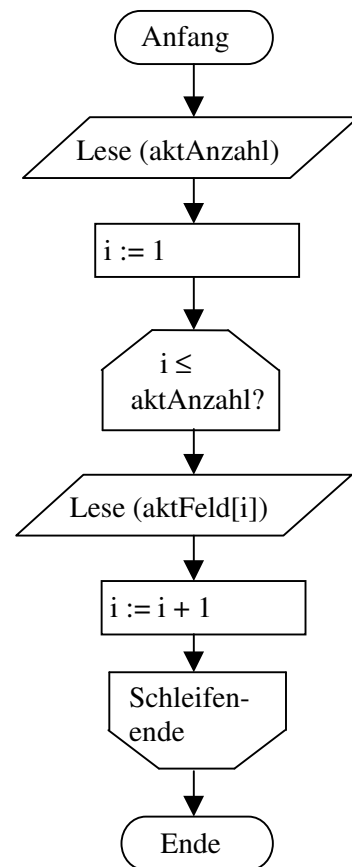 Anfang
Lese (aktAnzahl)
i := 1
i ≤
aktAnzahl?
Lese (aktFeld[i])
i := i + 1
Schleifen-
ende
Ende